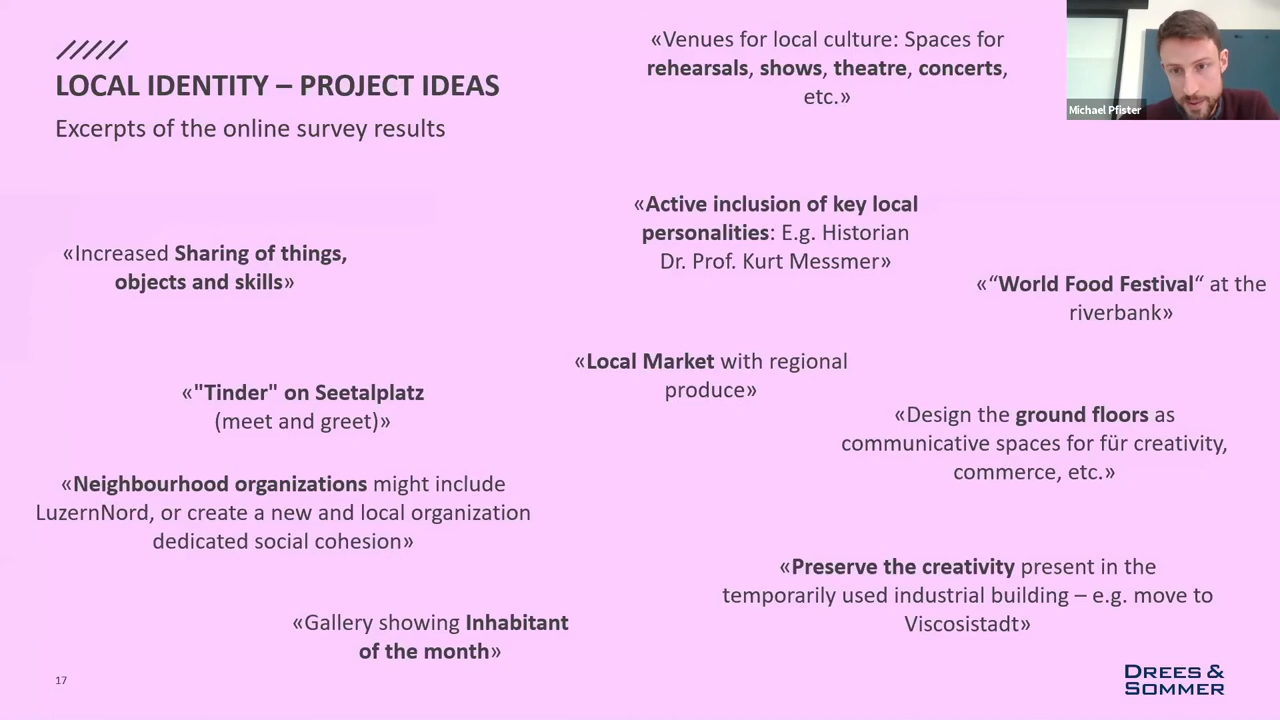 LOCAL IDENTITY – PROJECT IDEAS
Excerpts of the online survey results
«Venues for local culture: Spaces for
rehearsals, shows, theatre, concerts,
etc.»
Michael Pfister
«Active inclusion of key local
personalities: E.g. Historian
Dr. Prof. Kurt Messmer»
«Increased Sharing of things,
objects and skills»
«“World Food Festival“ at the
riverbank»
«Local Market with regional
produce»
«"Tinder" on Seetalplatz
(meet and greet)»
«Design the ground floors as
communicative spaces for für creativity,
commerce, etc.»
«Neighbourhood organizations might include
LuzernNord, or create a new and local organization
dedicated social cohesion»
«Preserve the creativity present in the
temporarily used industrial building – e.g. move to
Viscosistadt»
«Gallery showing Inhabitant
of the month»
17
DREES &
SOMMER